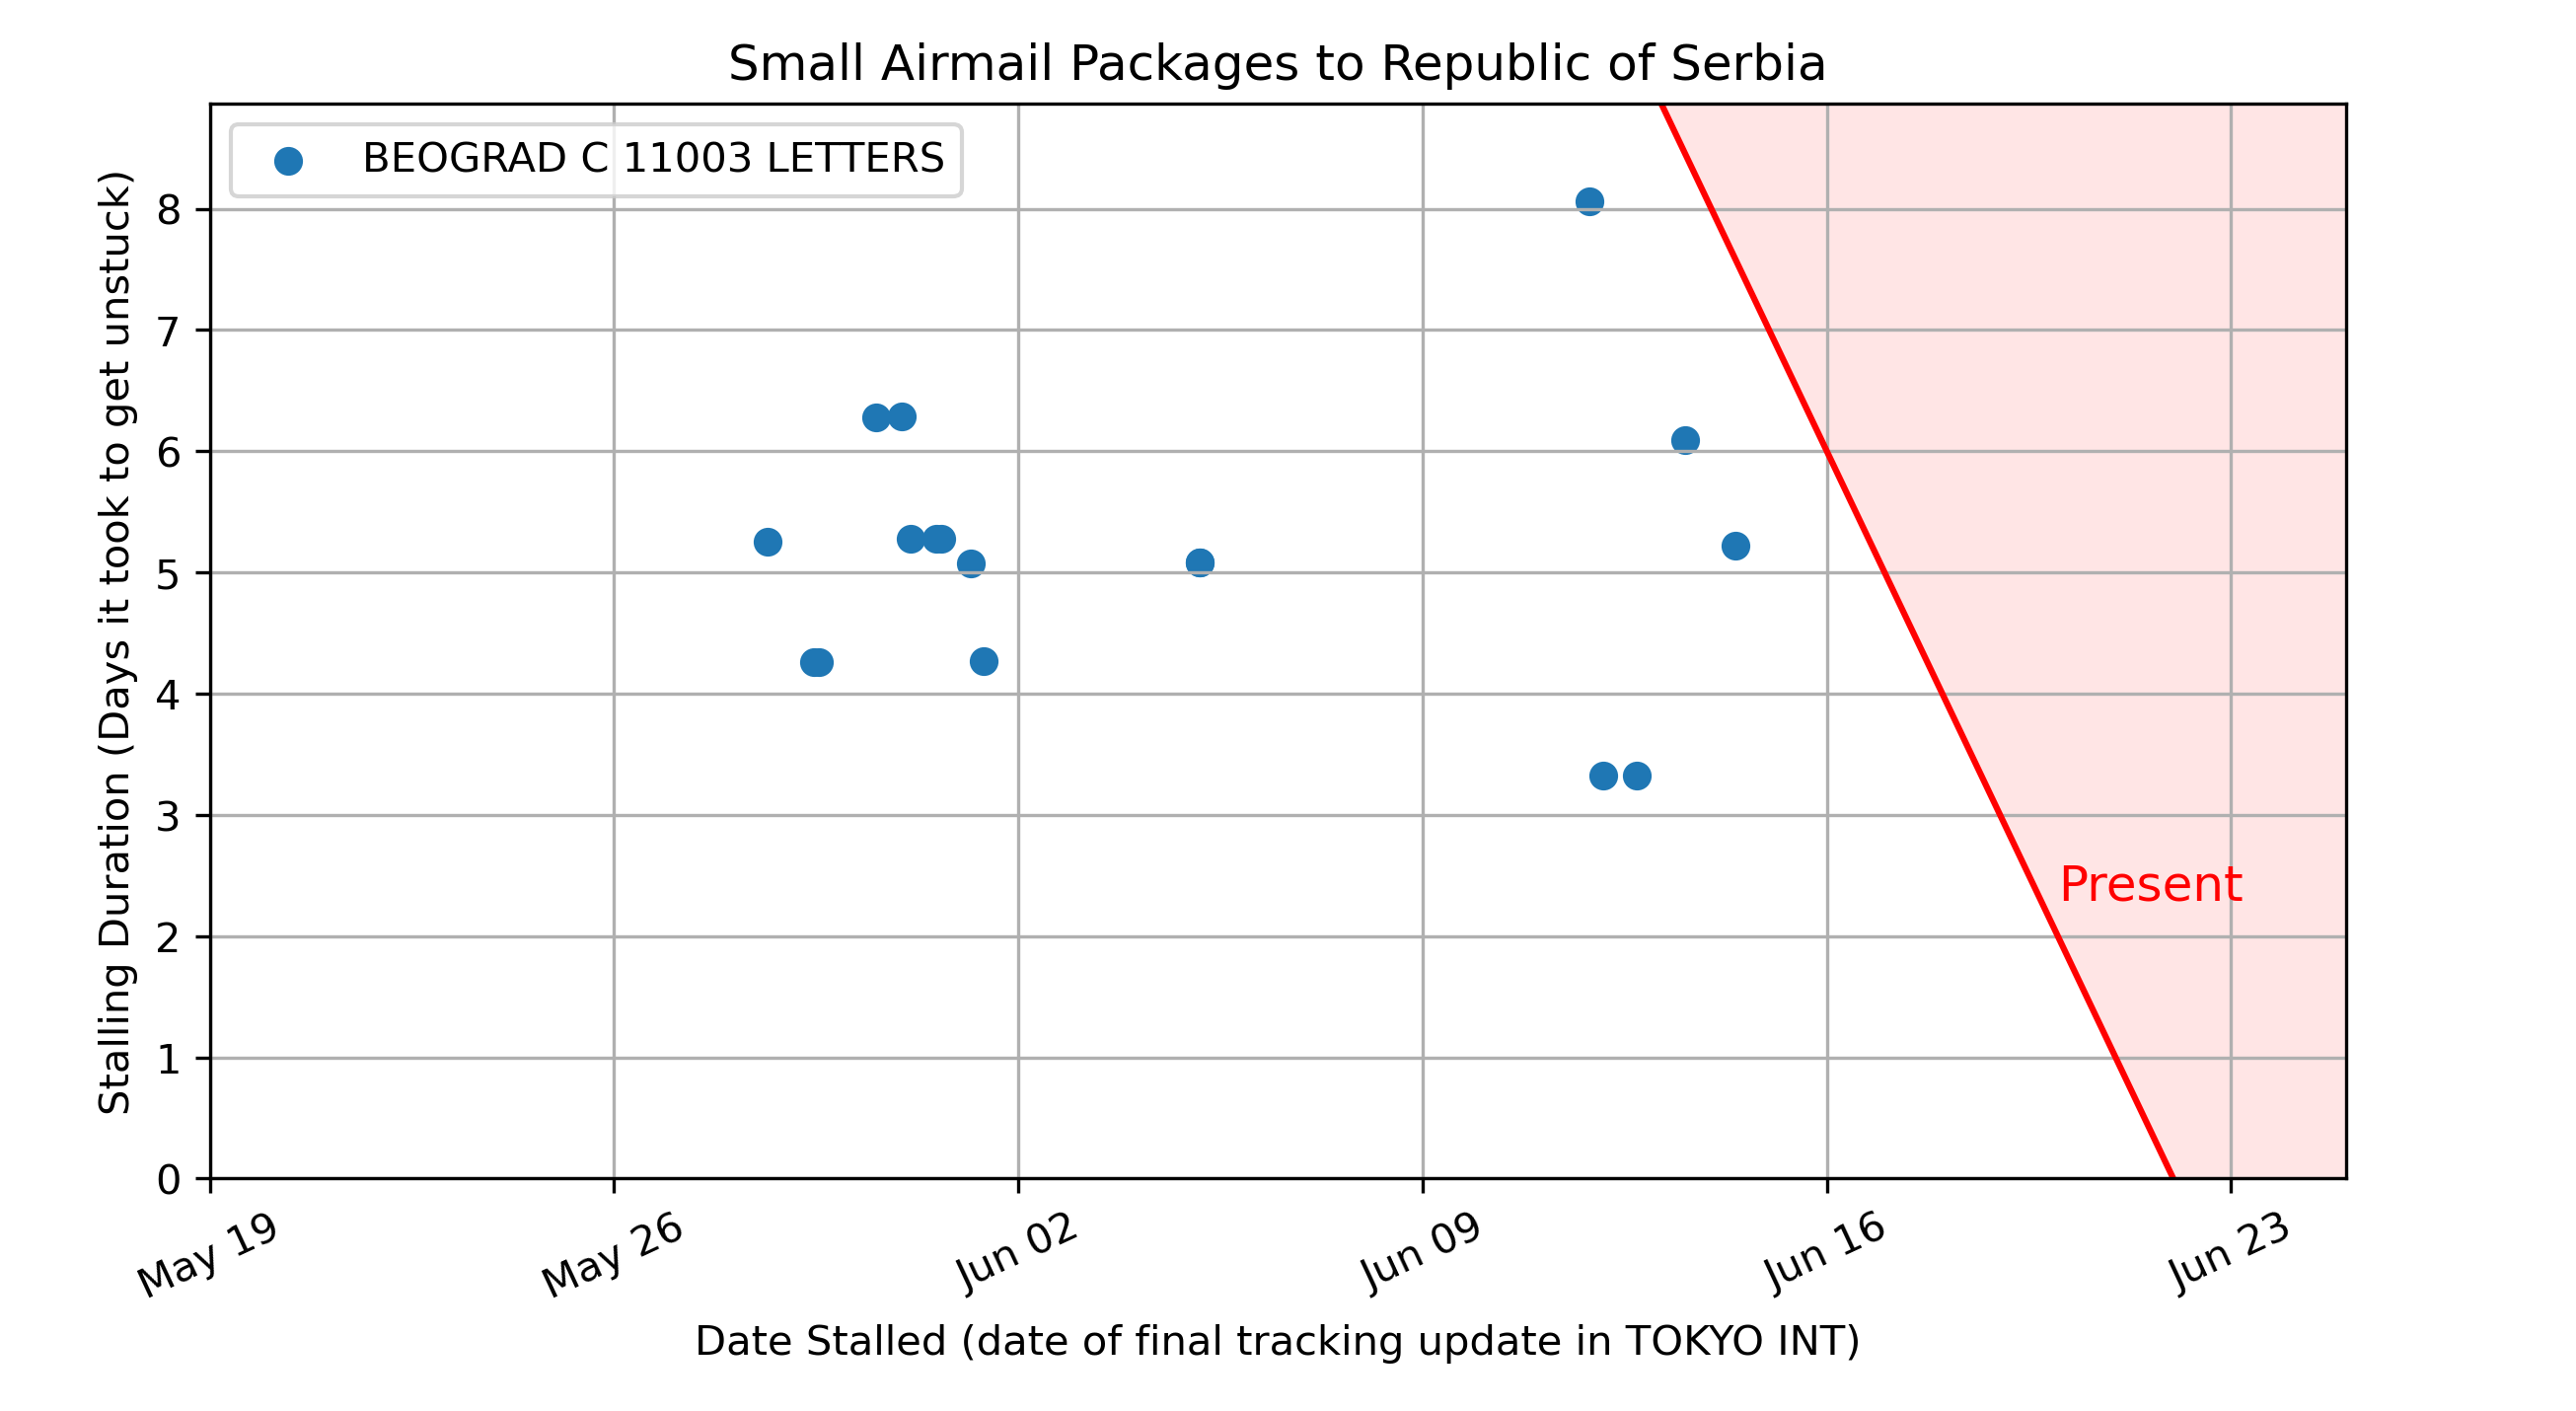 Small Airmail Packages to Republic of Serbia
BEOGRAD C 11003 LETTERS
Stalling Duration (Days it took to get unstuck)
8
7
6
5
4
3
2
1
0
Present
May 19
May 26
Jun 02
Jun 09
Jun 16
Jun 23
Date Stalled (date of final tracking update in TOKYO INT)